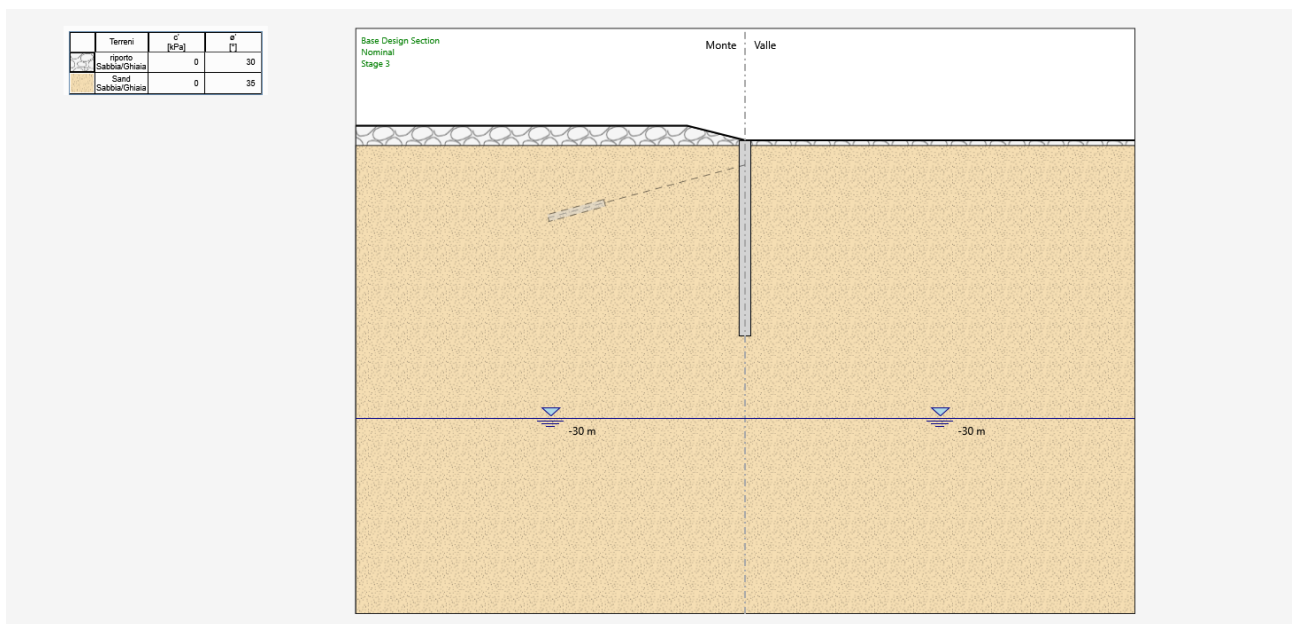 Terreni c' ø'
[kPa] [°]
riporto 0 30
Sabbia/Ghiaia
Sand 0 35
Sabbia/Ghiaia
Base Design Section
Nominal
Stage 3
Monte Valle
-30 m -30 m